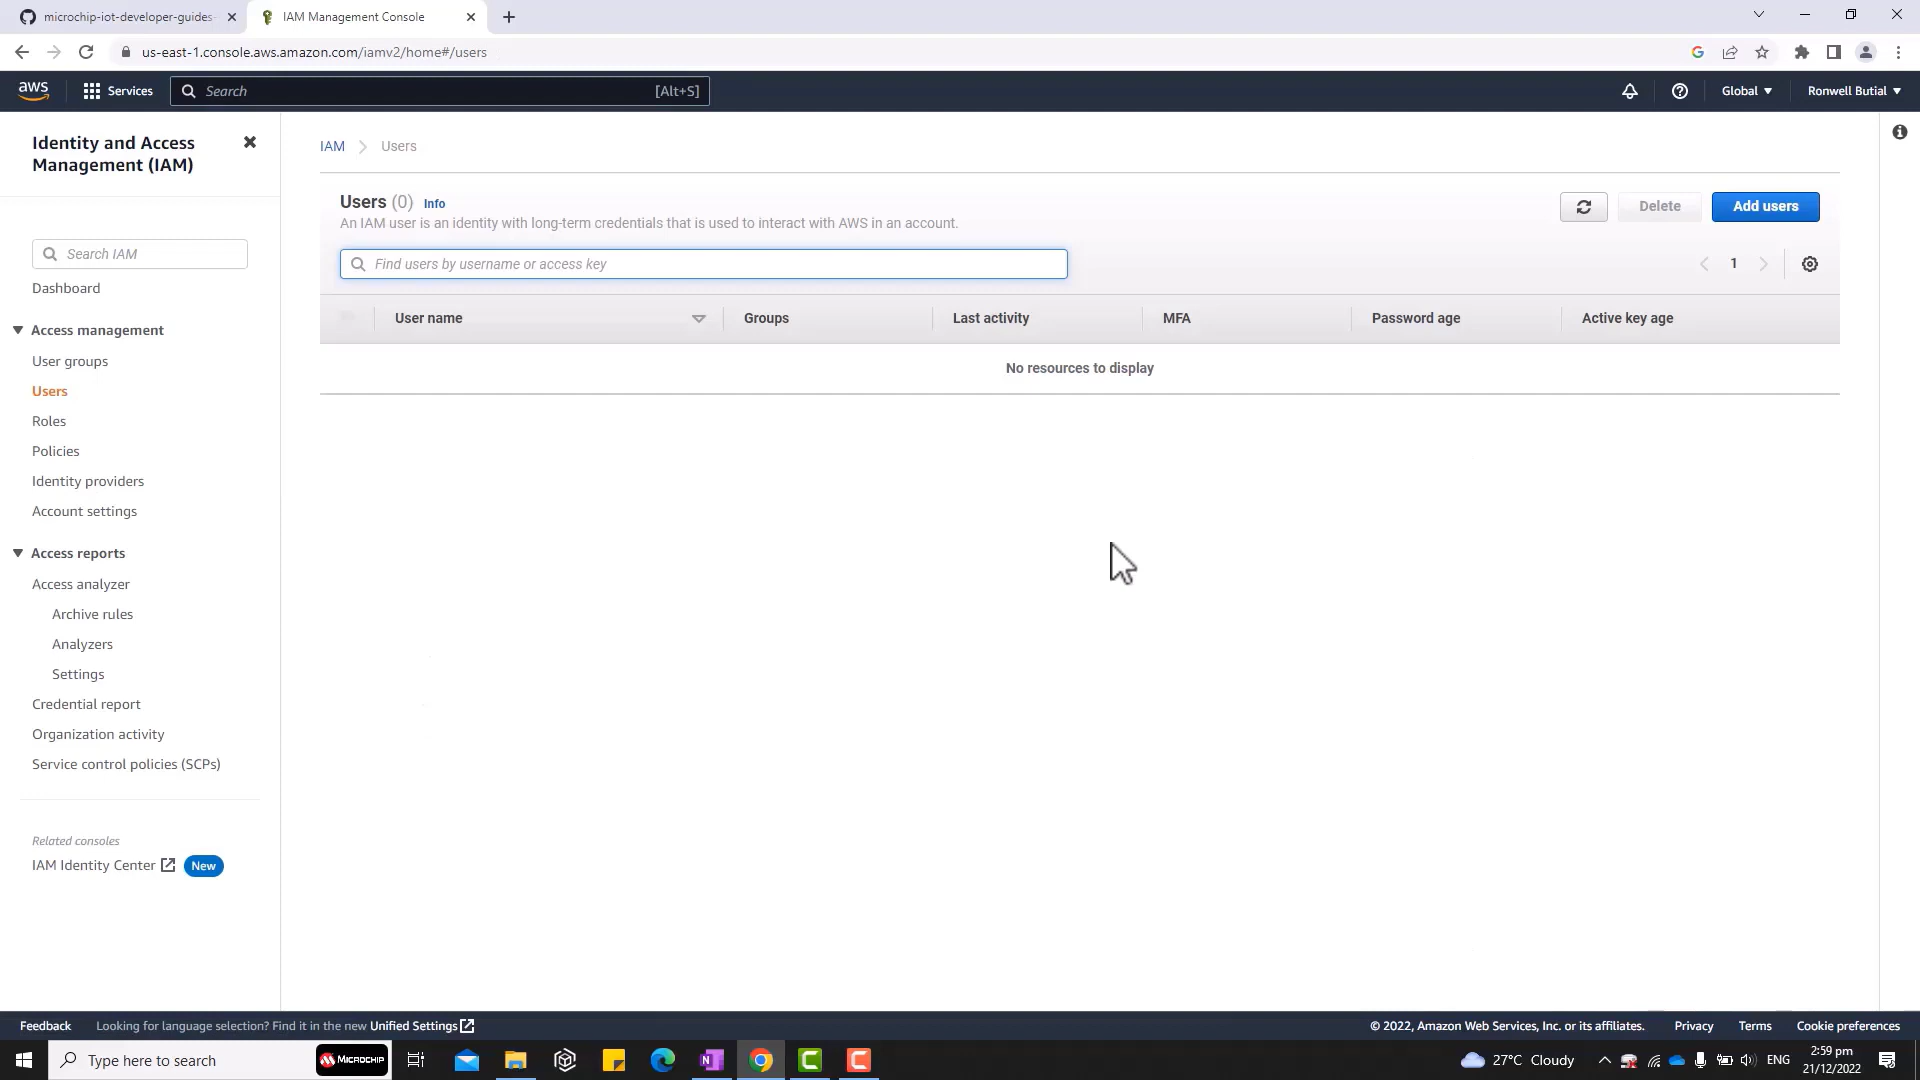 microchip-iot-developer-guides-
IAM Management Console
us-east-1.console.aws.amazon.com/iamv2/home#/users
aws
Services
Search
[Alt+S]
Global
Ronwell Butial
Identity and Access
Management (IAM)
Search IAM
Dashboard
Access management
User groups
Users
Roles
Policies
Identity providers
Account settings
Access reports
Access analyzer
Archive rules
Analyzers
Settings
Credential report
Organization activity
Service control policies (SCPs)
Related consoles
IAM Identity Center New
IAM > Users
Users (0) Info
An IAM user is an identity with long-term credentials that is used to interact with AWS in an account.
Delete
Add users
Find users by username or access key
1
User name Groups Last activity MFA Password age Active key age
No resources to display
Feedback Looking for language selection? Find it in the new Unified Settings
© 2022, Amazon Web Services, Inc. or its affiliates. Privacy Terms Cookie preferences
Type here to search
MICROCHIP
27°C Cloudy
ENG
2:59 pm
21/12/2022